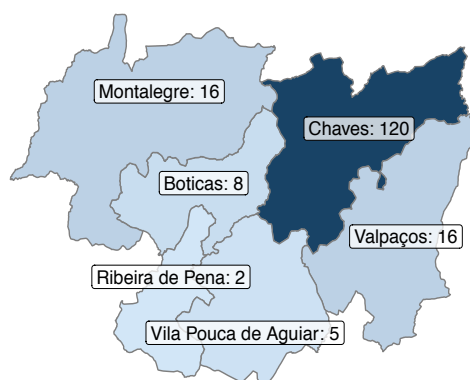 Montalegre: 16
Chaves: 120
Boticas: 8
Valpaços: 16
Ribeira de Pena: 2
Vila Pouca de Aguiar: 5